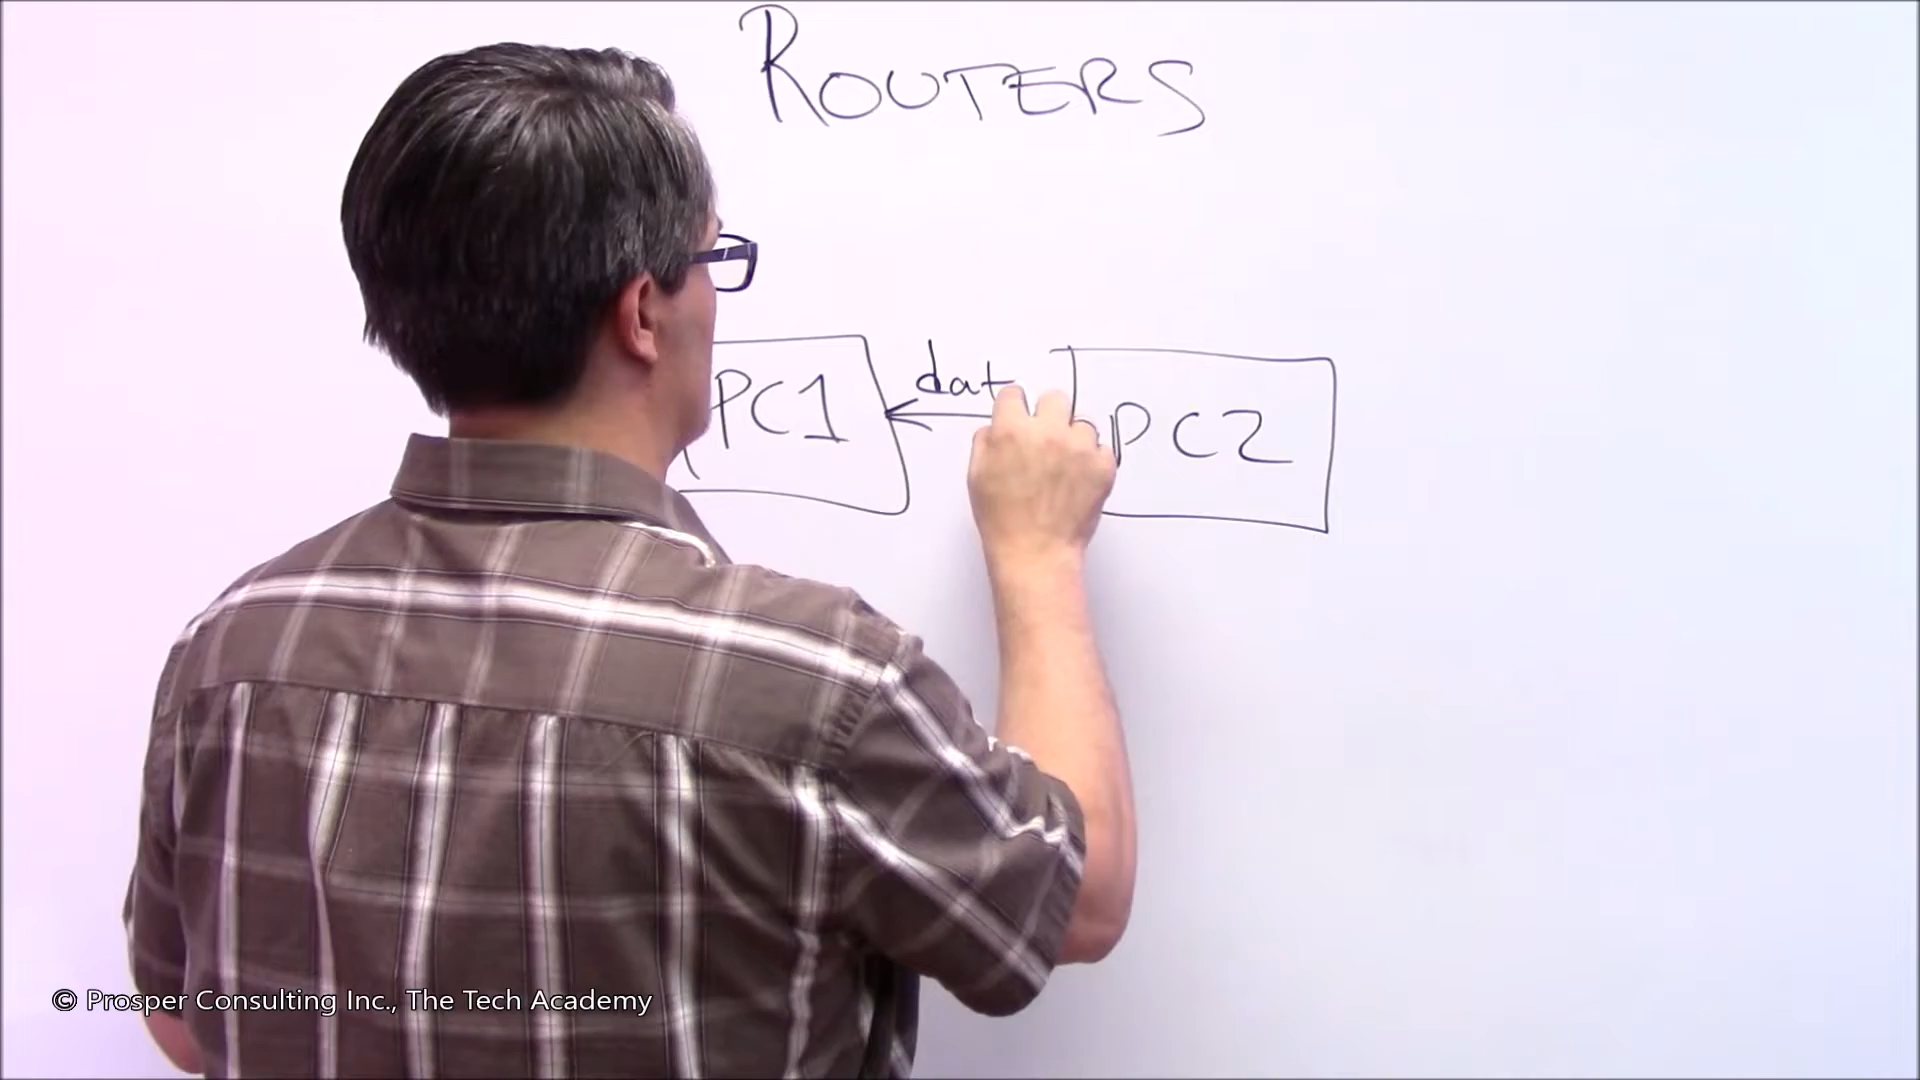 ROUTERS
dat
PC1
PC2
© Prosper Consulting Inc., The Tech Academy